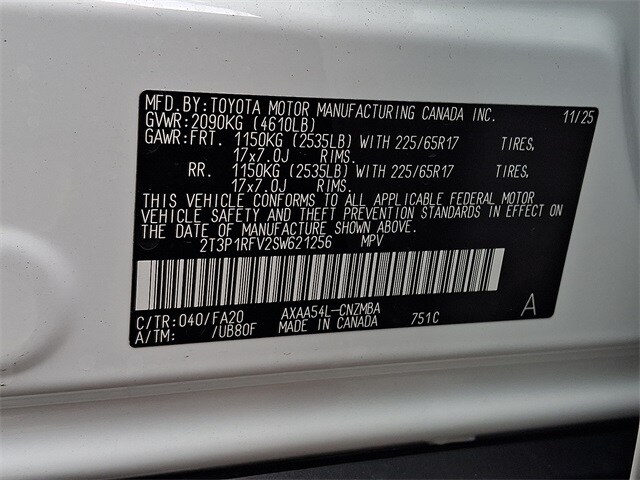 MFD.BY:TOYOTA MOTOR MANUFACTURING CANADA INC. 11/25
GVWR:2090KG (4610LB)
GAWR:FRT. 1150KG (2535LB) WITH 225/65R17 TIRES,
17x7.0J RIMS.
RR. 1150KG (2535LB) WITH 225/65R17 TIRES,
17x7.0J RIMS.
THIS VEHICLE CONFORMS TO ALL APPLICABLE FEDERAL MOTOR
VEHICLE SAFETY AND THEFT PREVENTION STANDARDS IN EFFECT ON
THE DATE OF MANUFACTURE SHOWN ABOVE.
2T3P1RFV2SW621256 MPV
C/TR:040/FA20 AXAA54L-CNZMBA 751C A
A/TM: /UB80F MADE IN CANADA